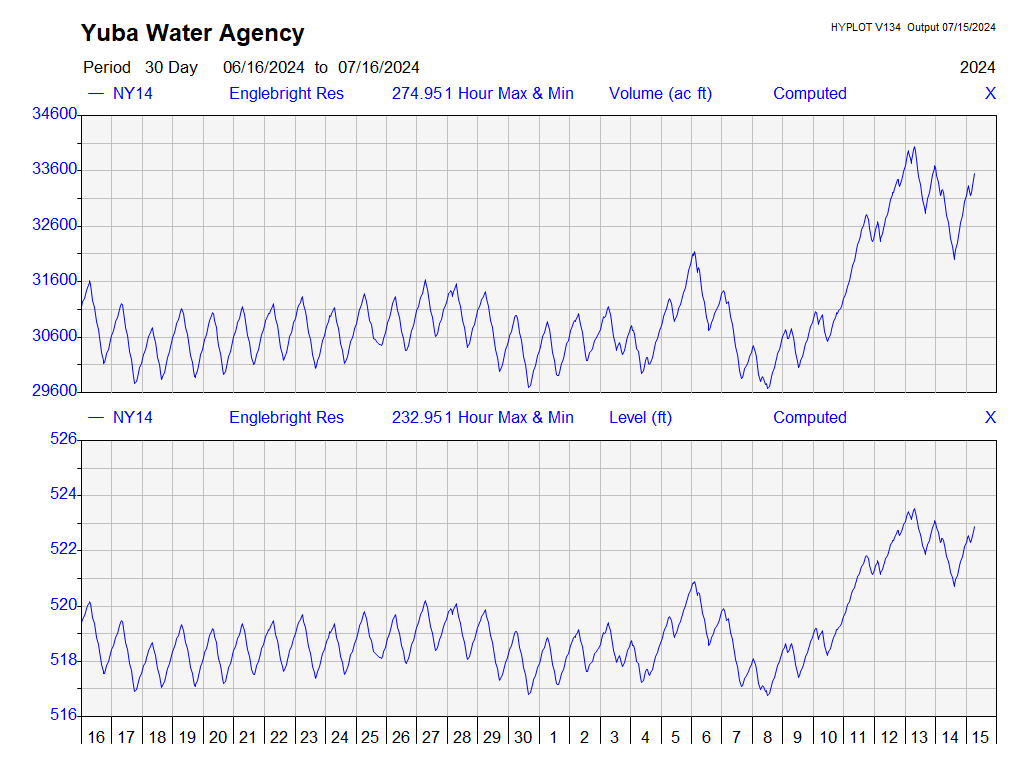 Yuba Water Agency
HYPLOT V134 Output 07/15/2024
Period 30 Day 06/16/2024 to 07/16/2024 2024
NY14 Englebright Res 274.951 Hour Max & Min Volume (ac ft) Computed X
34600
33600
32600
31600
30600
29600
NY14 Englebright Res 232.951 Hour Max & Min Level (ft) Computed X
526
524
522
520
518
516
16 17 18 19 20 21 22 23 24 25 26 27 28 29 30 1 2 3 4 5 6 7 8 9 10 11 12 13 14 15